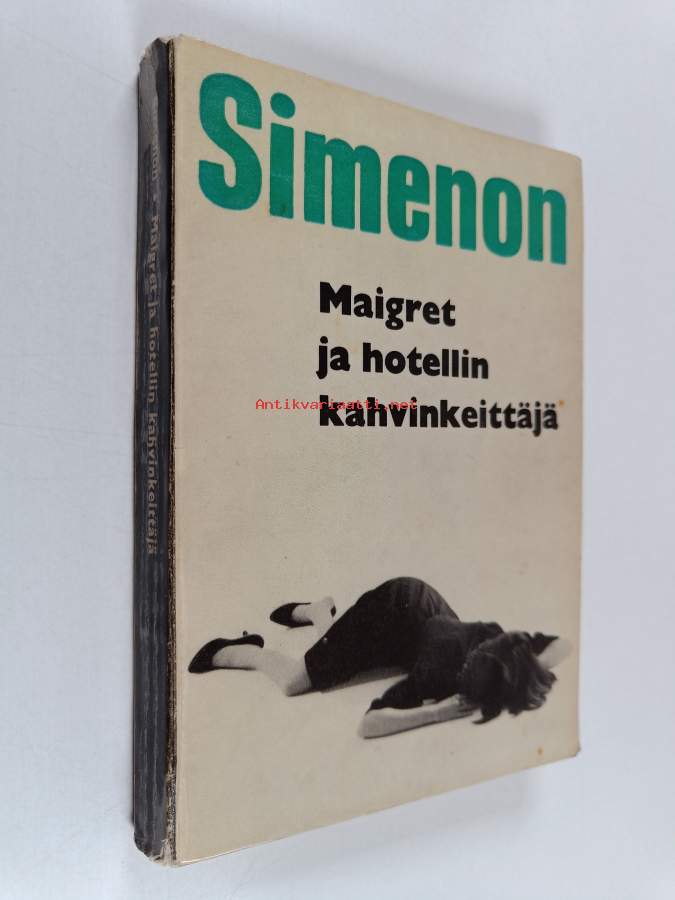 Simenon
Maigret
ja hotellin
kahvinkeittäjä
Antikvariaatti.net
Maigret ja hotellin kahvinkeittäjä